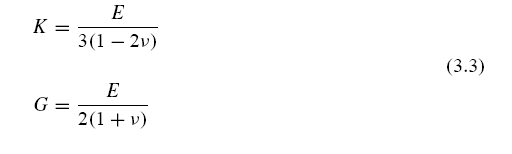 K = E / 3(1 − 2ν)
(3.3)
G = E / 2(1 + ν)